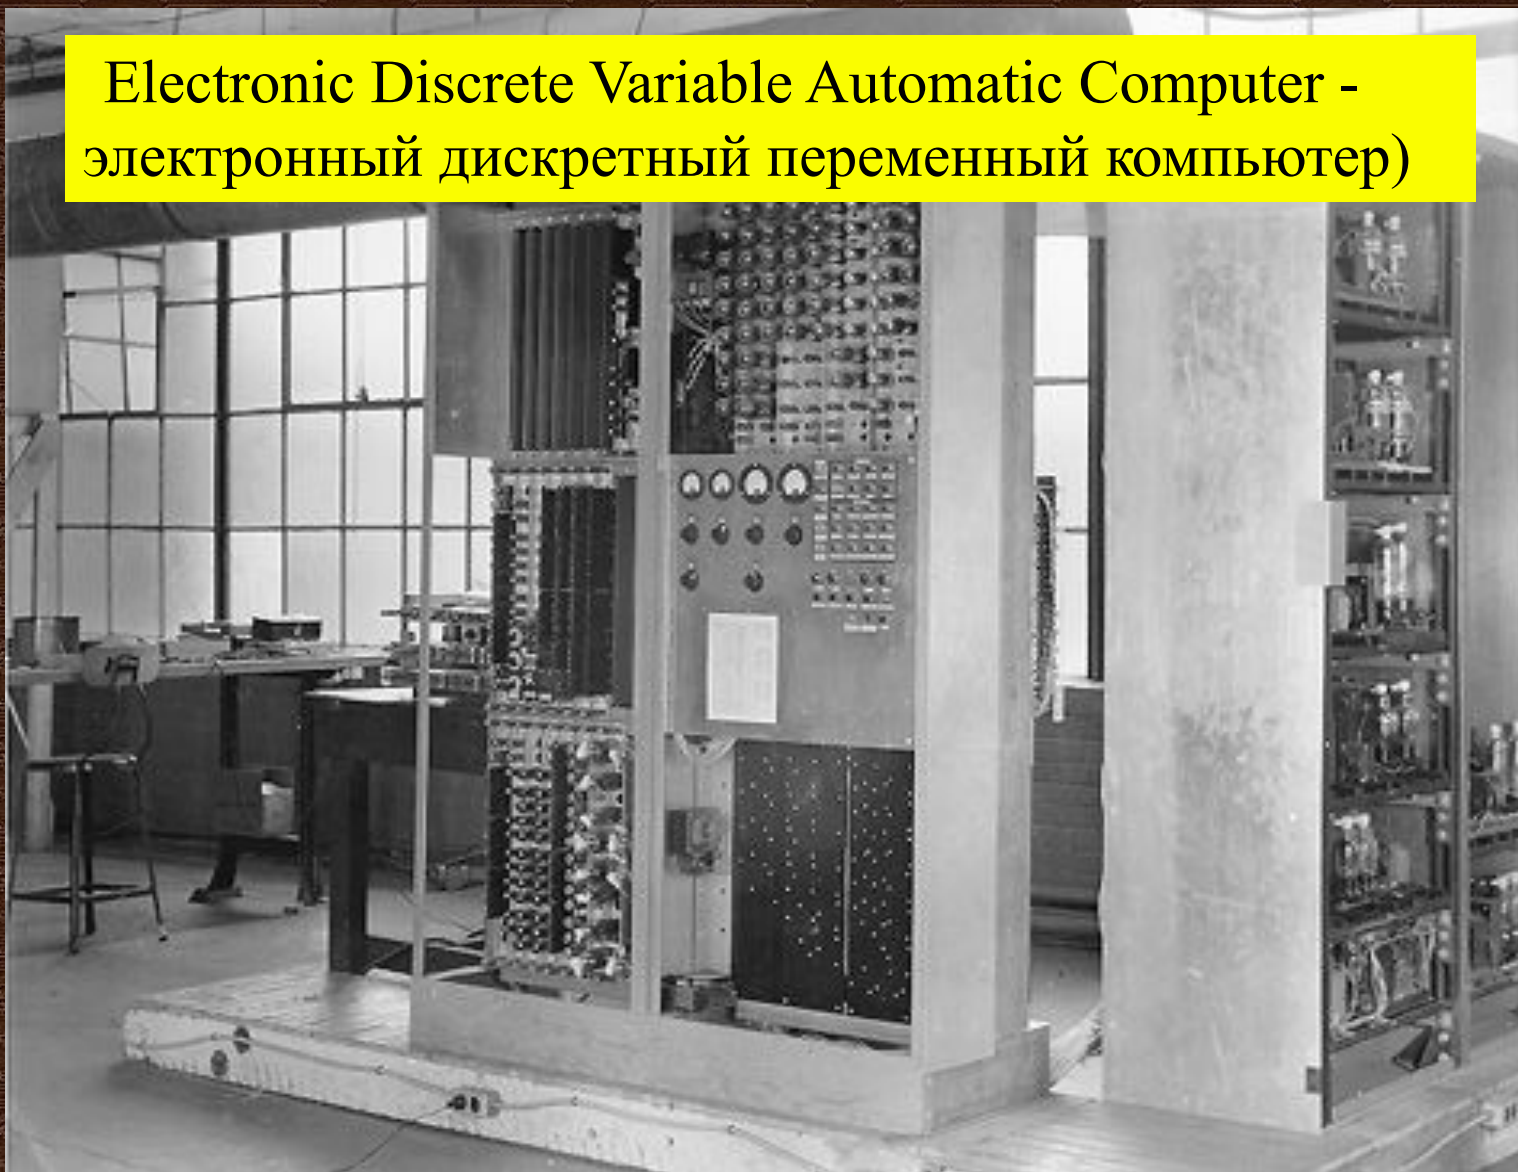 Electronic Discrete Variable Automatic Computer -
электронный дискретный переменный компьютер)